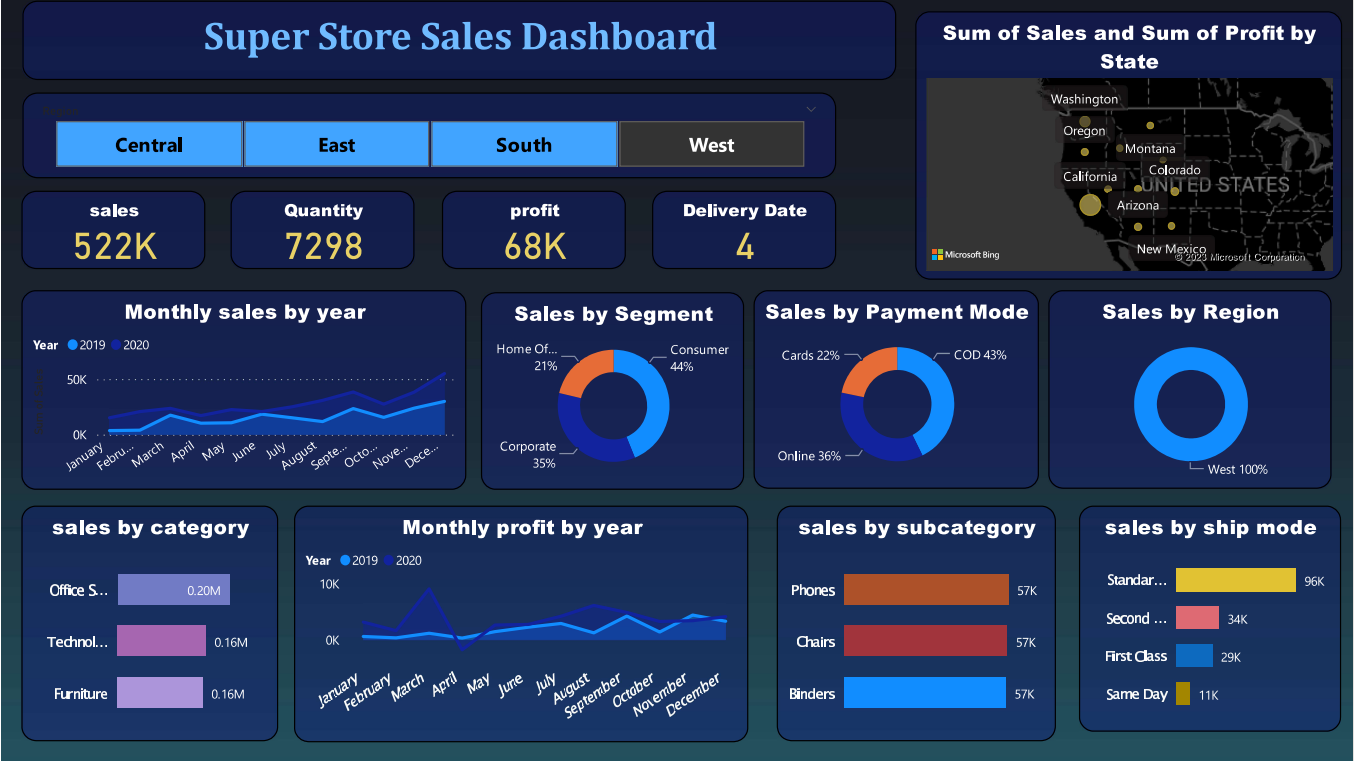 Super Store Sales Dashboard
Central
East
South
West
sales
522K
Quantity
7298
profit
68K
Delivery Date
4
Sum of Sales and Sum of Profit by
State
Washington
Oregon
Montana
California
Colorado
UNITED STATES
Arizona
New Mexico
Microsoft Bing
© 2023 Microsoft Corporation
Monthly sales by year
Year 2019 2020
50K
0K
January
Febru...
March
April
May
June
July
August
Septe...
Octo...
Nove...
Dece...
Sales by Segment
Home Of...
21%
Consumer
44%
Corporate
35%
Sales by Payment Mode
Cards 22%
COD 43%
Online 36%
Sales by Region
West 100%
sales by category
Office S...
0.20M
Technol...
0.16M
Furniture
0.16M
Monthly profit by year
Year 2019 2020
10K
0K
January
February
March
April
May
June
July
August
September
October
November
December
sales by subcategory
Phones
57K
Chairs
57K
Binders
57K
sales by ship mode
Standar...
96K
Second ...
34K
First Class
29K
Same Day
11K